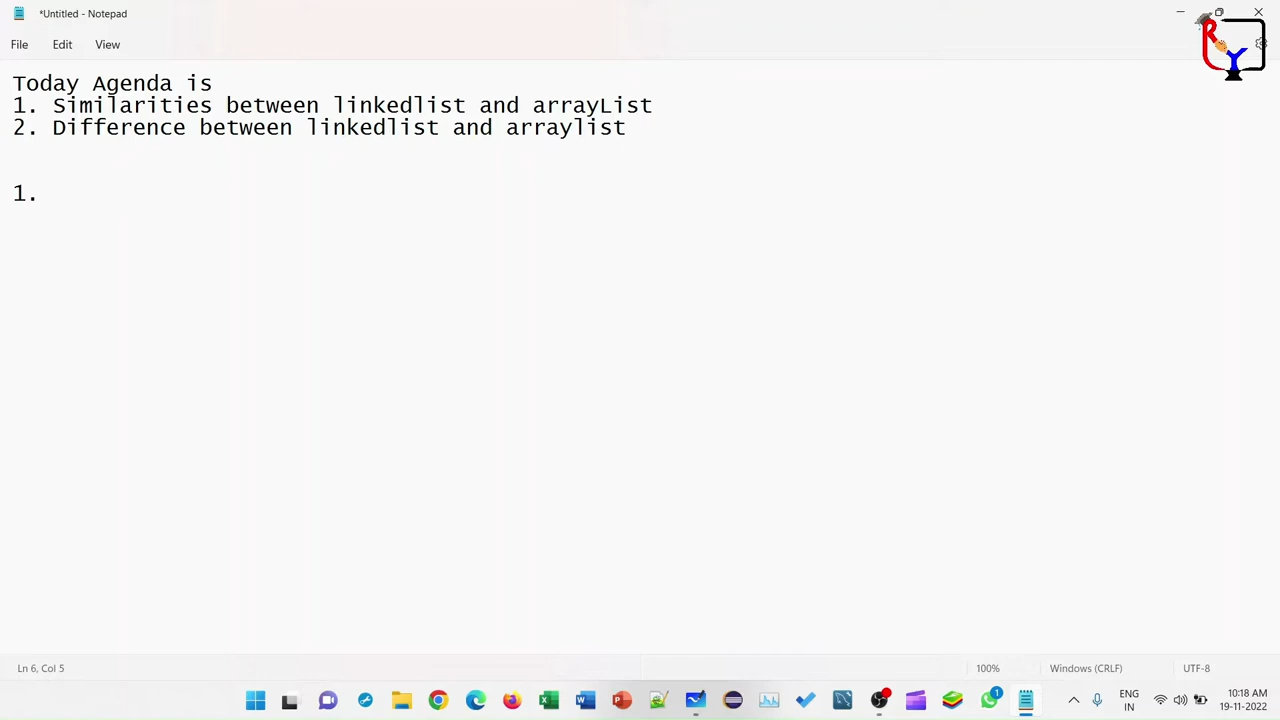 *Untitled - Notepad
File Edit View
R
Y
Today Agenda is
1. Similarities between linkedlist and arrayList
2. Difference between linkedlist and arraylist
1.
Ln 6, Col 5
100%
Windows (CRLF)
UTF-8
1
ENG
IN
10:18 AM
19-11-2022